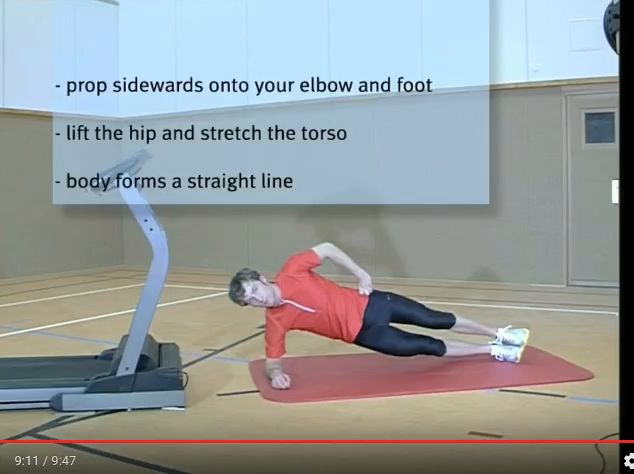 - prop sidewards onto your elbow and foot
- lift the hip and stretch the torso
- body forms a straight line
9:11 / 9:47